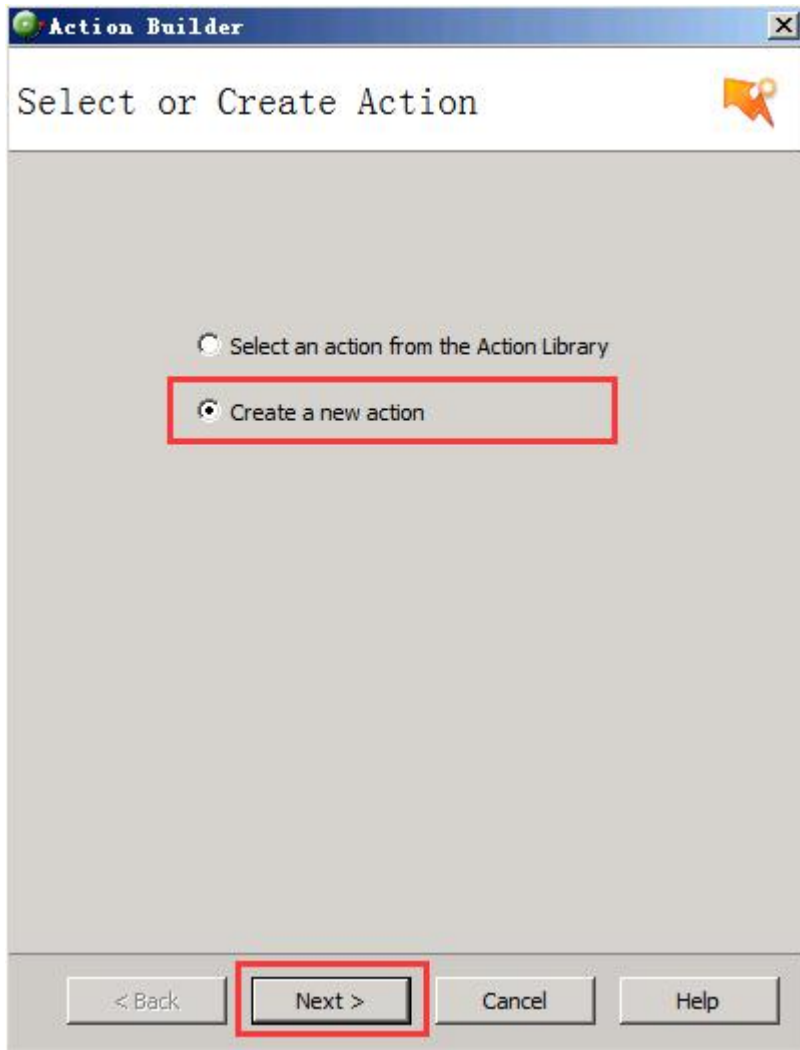 Action Builder
Select or Create Action
Select an action from the Action Library
Create a new action
< Back Next > Cancel Help